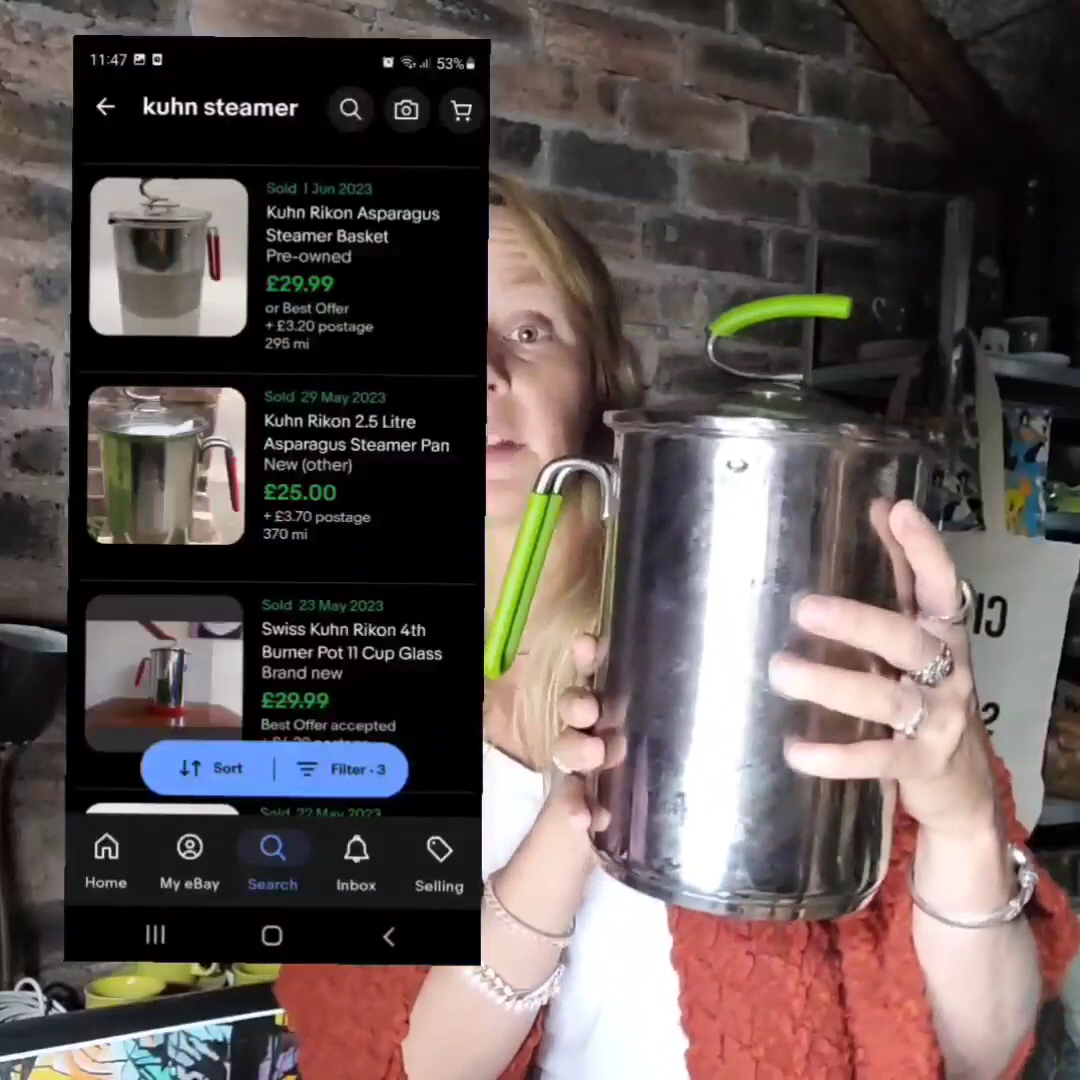 11:47
53%
kuhn steamer
Sold 1 Jun 2023
Kuhn Rikon Asparagus
Steamer Basket
Pre-owned
£29.99
or Best Offer
+ £3.20 postage
295 mi
Sold 29 May 2023
Kuhn Rikon 2.5 Litre
Asparagus Steamer Pan
New (other)
£25.00
+ £3.70 postage
370 mi
Sold 23 May 2023
Swiss Kuhn Rikon 4th
Burner Pot 11 Cup Glass
Brand new
£29.99
Best Offer accepted
Sort
Filter · 3
Sold 22 May 2023
Home
My eBay
Search
Inbox
Selling